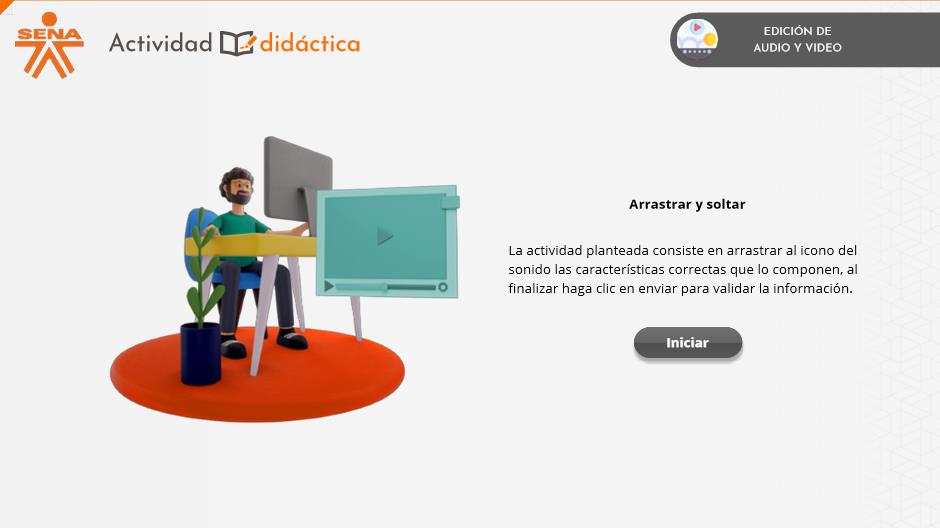 SENA
Actividad didáctica
EDICIÓN DE
AUDIO Y VIDEO
Arrastrar y soltar
La actividad planteada consiste en arrastrar al icono del
sonido las características correctas que lo componen, al
finalizar haga clic en enviar para validar la información.
Iniciar